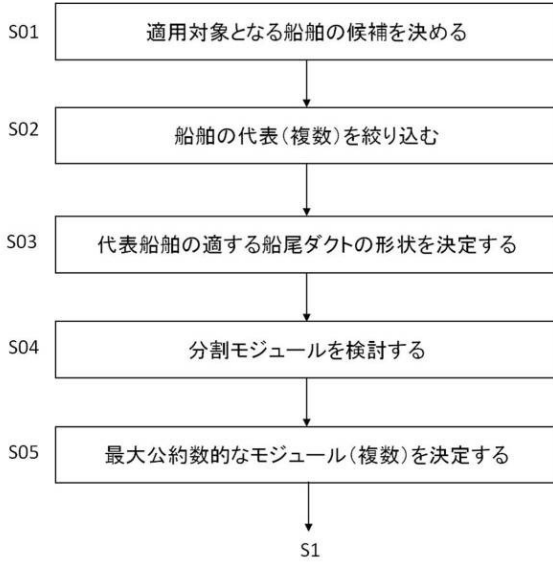 S01 適用対象となる船舶の候補を決める
S02 船舶の代表(複数)を絞り込む
S03 代表船舶の適する船尾ダクトの形状を決定する
S04 分割モジュールを検討する
S05 最大公約数的なモジュール(複数)を決定する
S1